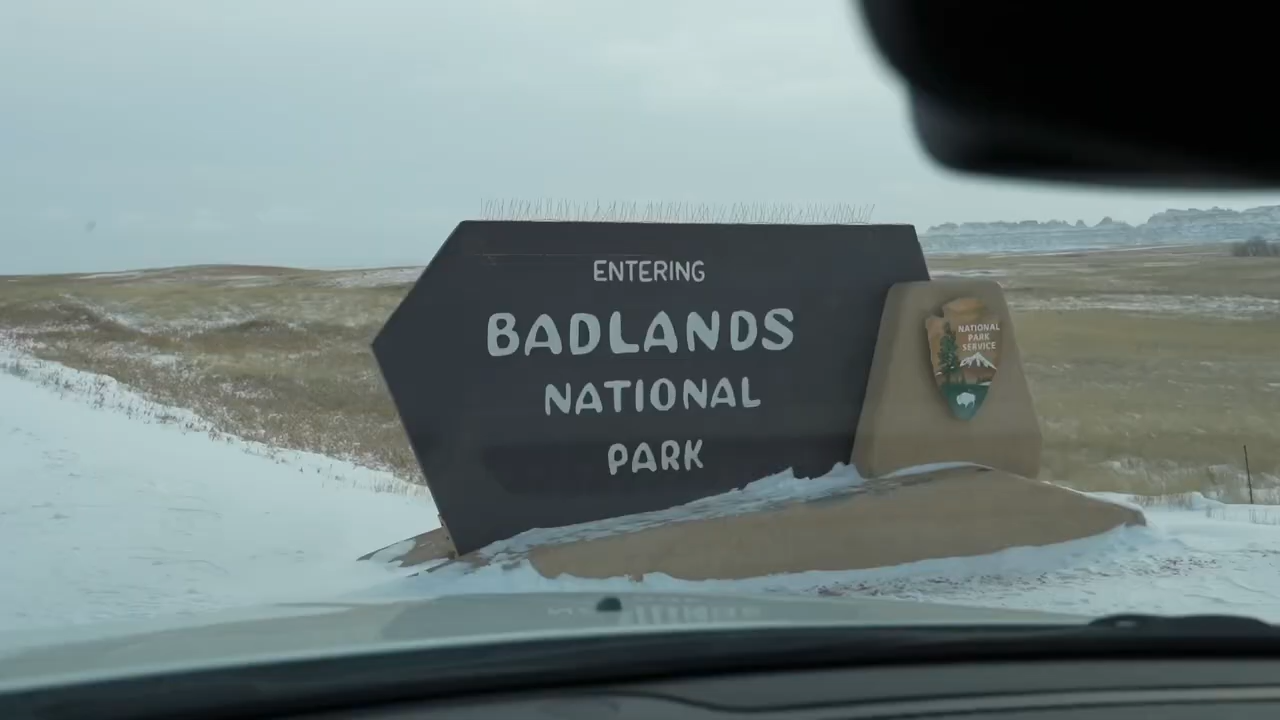 ENTERING
BADLANDS
NATIONAL
PARK
NATIONAL
PARK
SERVICE